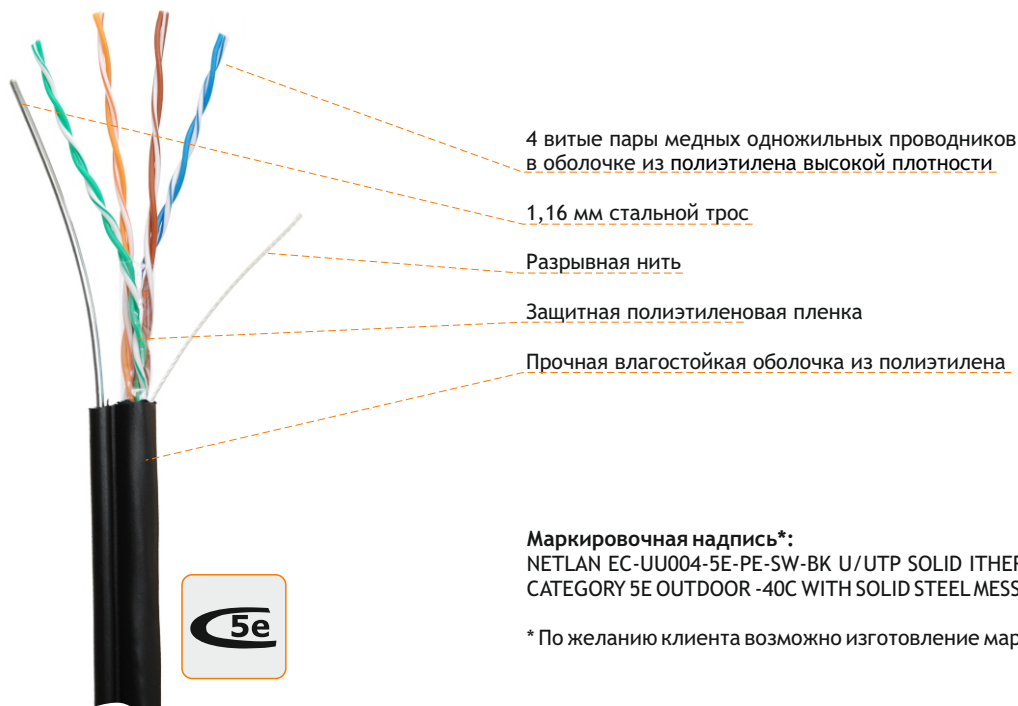 4 витые пары медных одножильных проводников
в оболочке из полиэтилена высокой плотности
1,16 мм стальной трос
Разрывная нить
Защитная полиэтиленовая пленка
Прочная влагостойкая оболочка из полиэтилена
Маркировочная надпись*:
NETLAN EC-UU004-5E-PE-SW-BK U/UTP SOLID
CATEGORY 5E OUTDOOR -40C WITH SOLID STEEL
* По желанию клиента возможно изготовление
5e